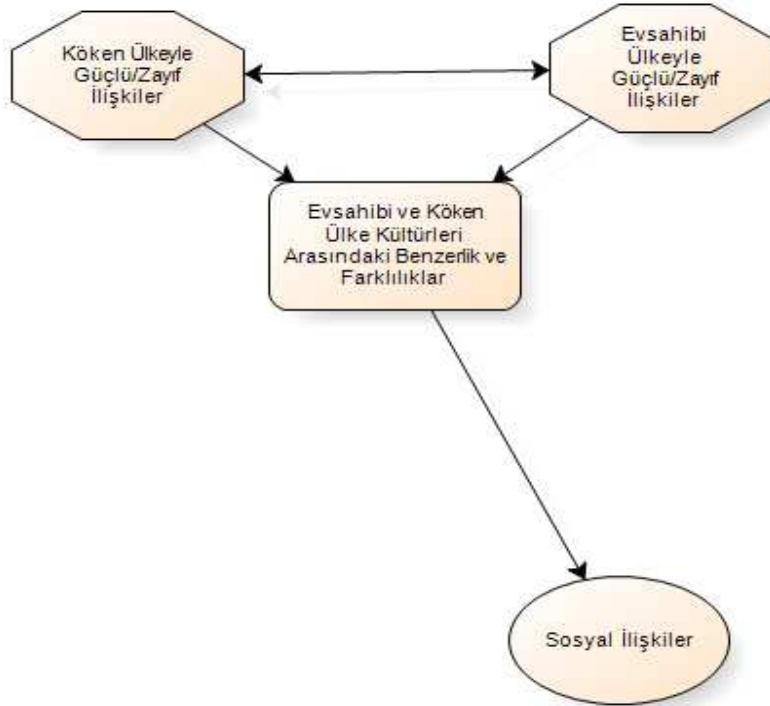 Köken Ülkeyle
Güçlü/Zayıf
İlişkiler
Evsahibi
Ülkeyle
Güçlü/Zayıf
İlişkiler
Evsahibi ve Köken
Ülke Kültürleri
Arasındaki Benzerlik ve
Farklılıklar
Sosyal İlişkiler